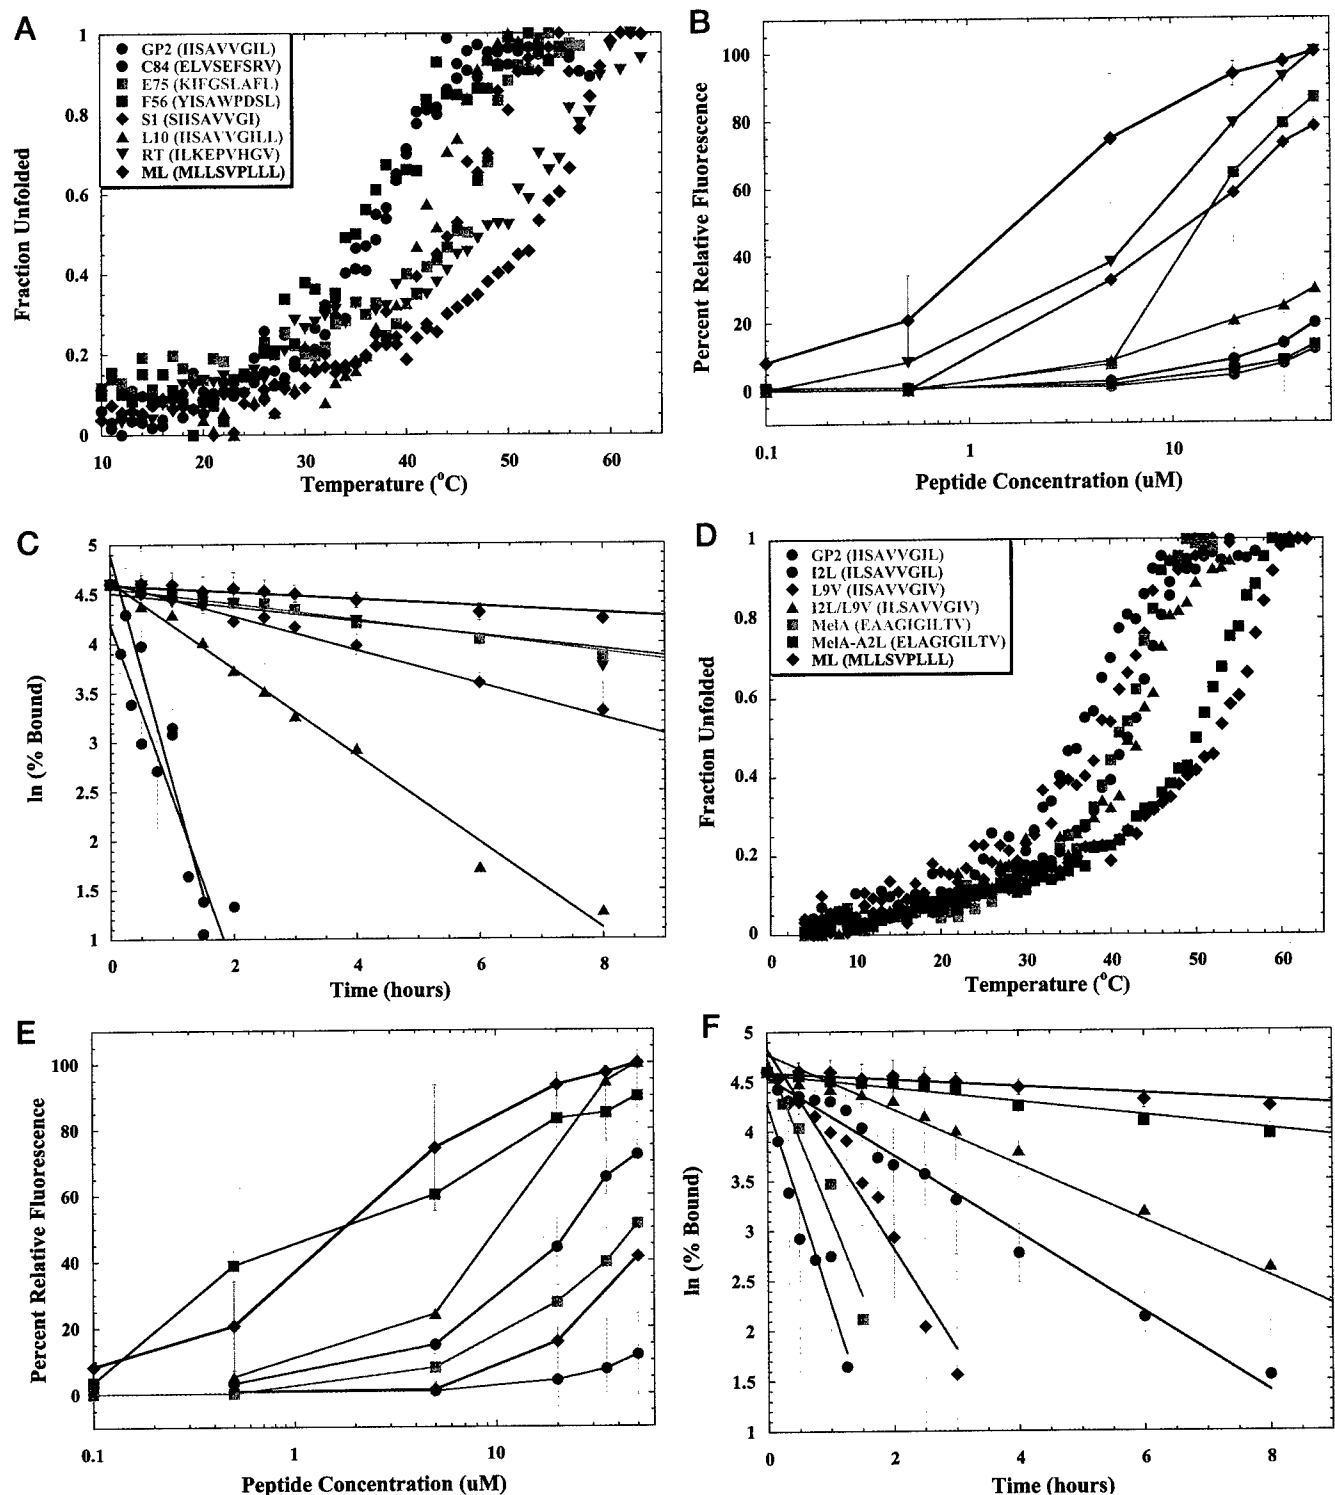 A
1
0.8
0.6
0.4
0.2
0
Fraction Unfolded
GP2 (IISAVVGIL)
C84 (ELVSEFSRV)
E75 (KIFGSLAFL)
F56 (YISAWPDSL)
S1 (SIISAVVGI)
L10 (IISAVVGILL)
RT (ILKEPVHGV)
ML (MLLSVPLLL)
10 20 30 40 50 60
Temperature (°C)
B
100
80
60
40
20
0
Percent Relative Fluorescence
0.1 1 10
Peptide Concentration (uM)
C
5
4.5
4
3.5
3
2.5
2
1.5
1
ln (% Bound)
0 2 4 6 8
Time (hours)
D
1
0.8
0.6
0.4
0.2
0
Fraction Unfolded
GP2 (IISAVVGIL)
I2L (ILSAVVGIL)
L9V (IISAVVGIV)
I2L/L9V (ILSAVVGIV)
MelA (EAAGIGILTV)
MelA-A2L (ELAGIGILTV)
ML (MLLSVPLLL)
0 10 20 30 40 50 60
Temperature (°C)
E
100
80
60
40
20
0
Percent Relative Fluorescence
0.1 1 10
Peptide Concentration (uM)
F
5
4.5
4
3.5
3
2.5
2
1.5
1
ln (% Bound)
0 2 4 6 8
Time (hours)